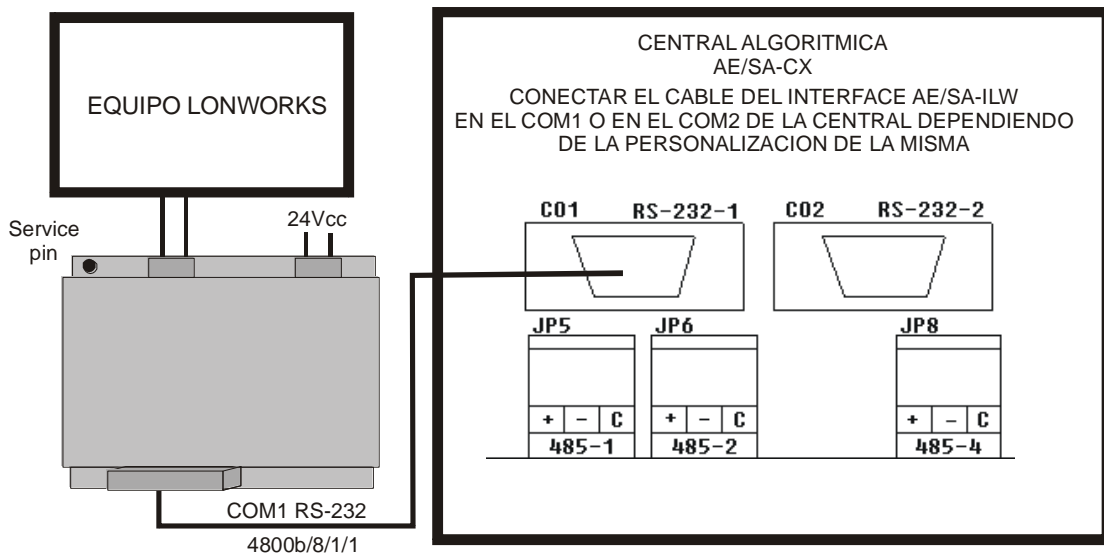 EQUIPO LONWORKS
Service
pin
24Vcc
COM1 RS-232
4800b/8/1/1
CENTRAL ALGORITMICA
AE/SA-CX
CONECTAR EL CABLE DEL INTERFACE AE/SA-ILW
EN EL COM1 O EN EL COM2 DE LA CENTRAL DEPENDIENDO
DE LA PERSONALIZACION DE LA MISMA
CO1 RS-232-1 CO2 RS-232-2
JP5 JP6 JP8
+ - C + - C + - C
485-1 485-2 485-4